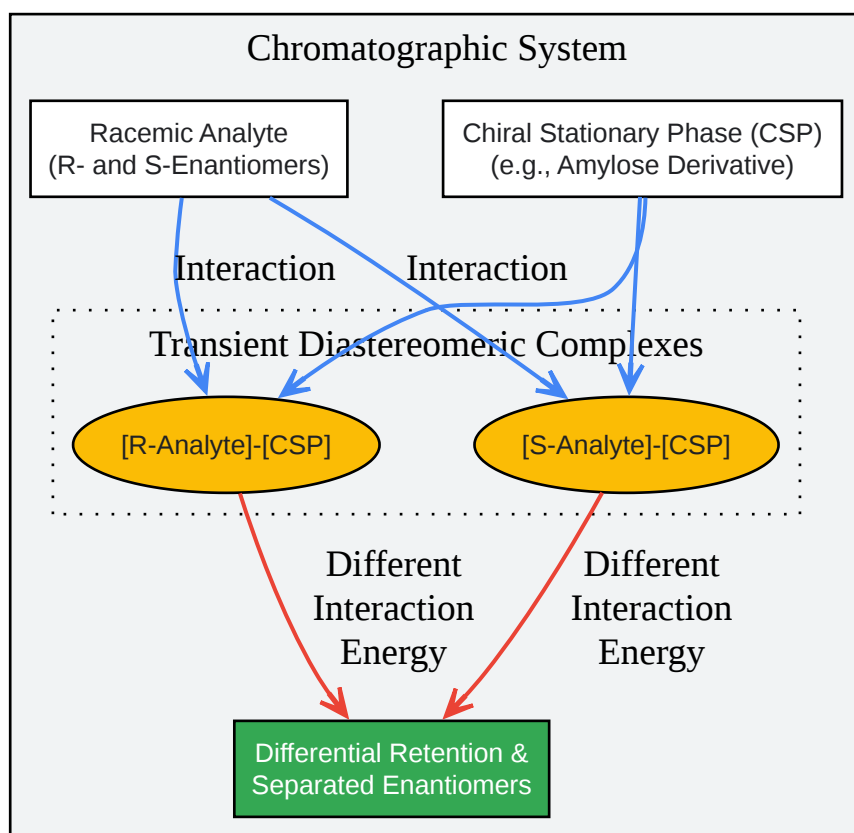 Chromatographic System
Racemic Analyte
(R- and S-Enantiomers)
Chiral Stationary Phase (CSP)
(e.g., Amylose Derivative)
Interaction
Interaction
Transient Diastereomeric Complexes
[R-Analyte]-[CSP]
[S-Analyte]-[CSP]
Different
Interaction
Energy
Different
Interaction
Energy
Differential Retention &
Separated Enantiomers